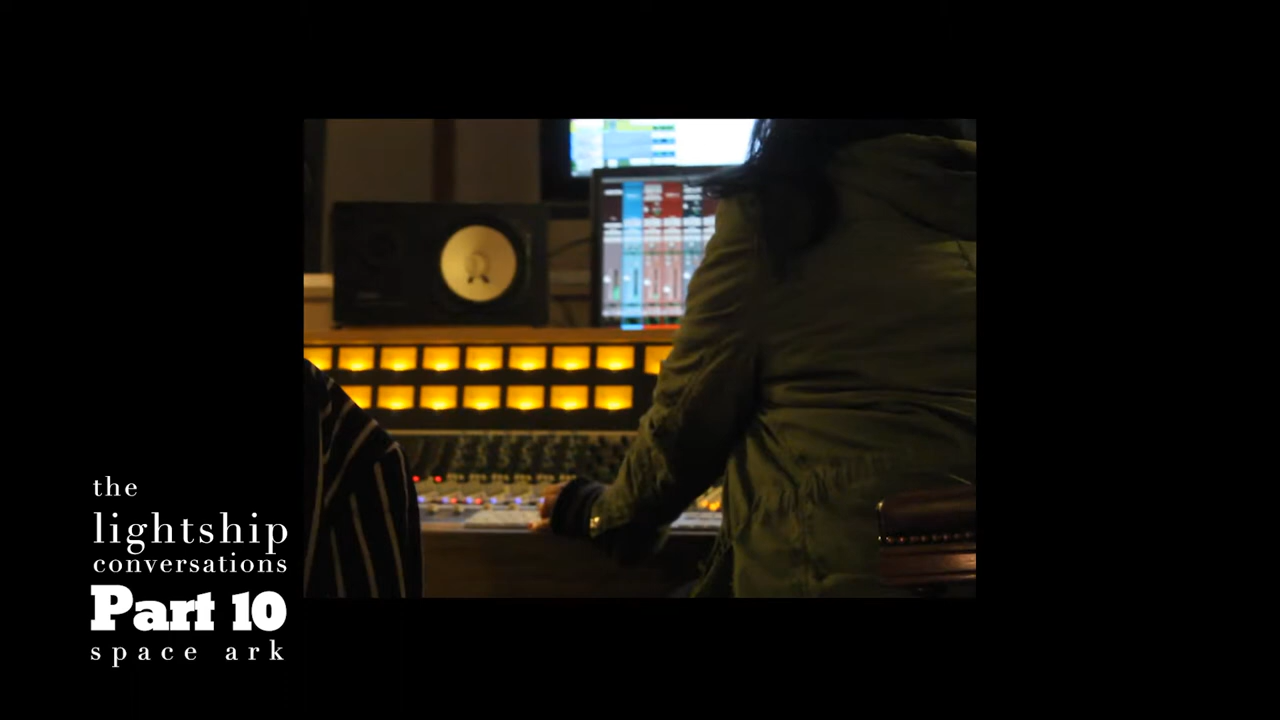 the
lightship
conversations
Part 10
space ark